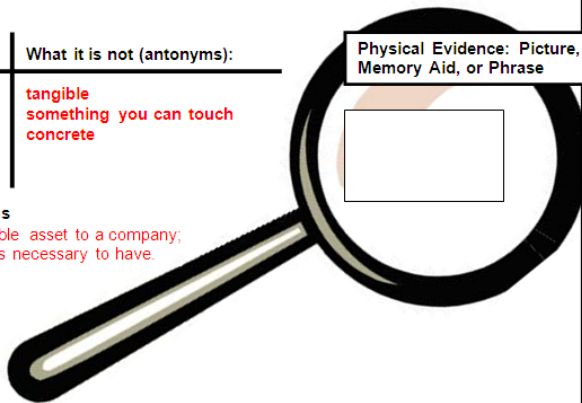 What it is not (antonyms):
tangible
something you can touch
concrete
Physical Evidence: Picture,
Memory Aid, or Phrase
asset to a company;
necessary to have.